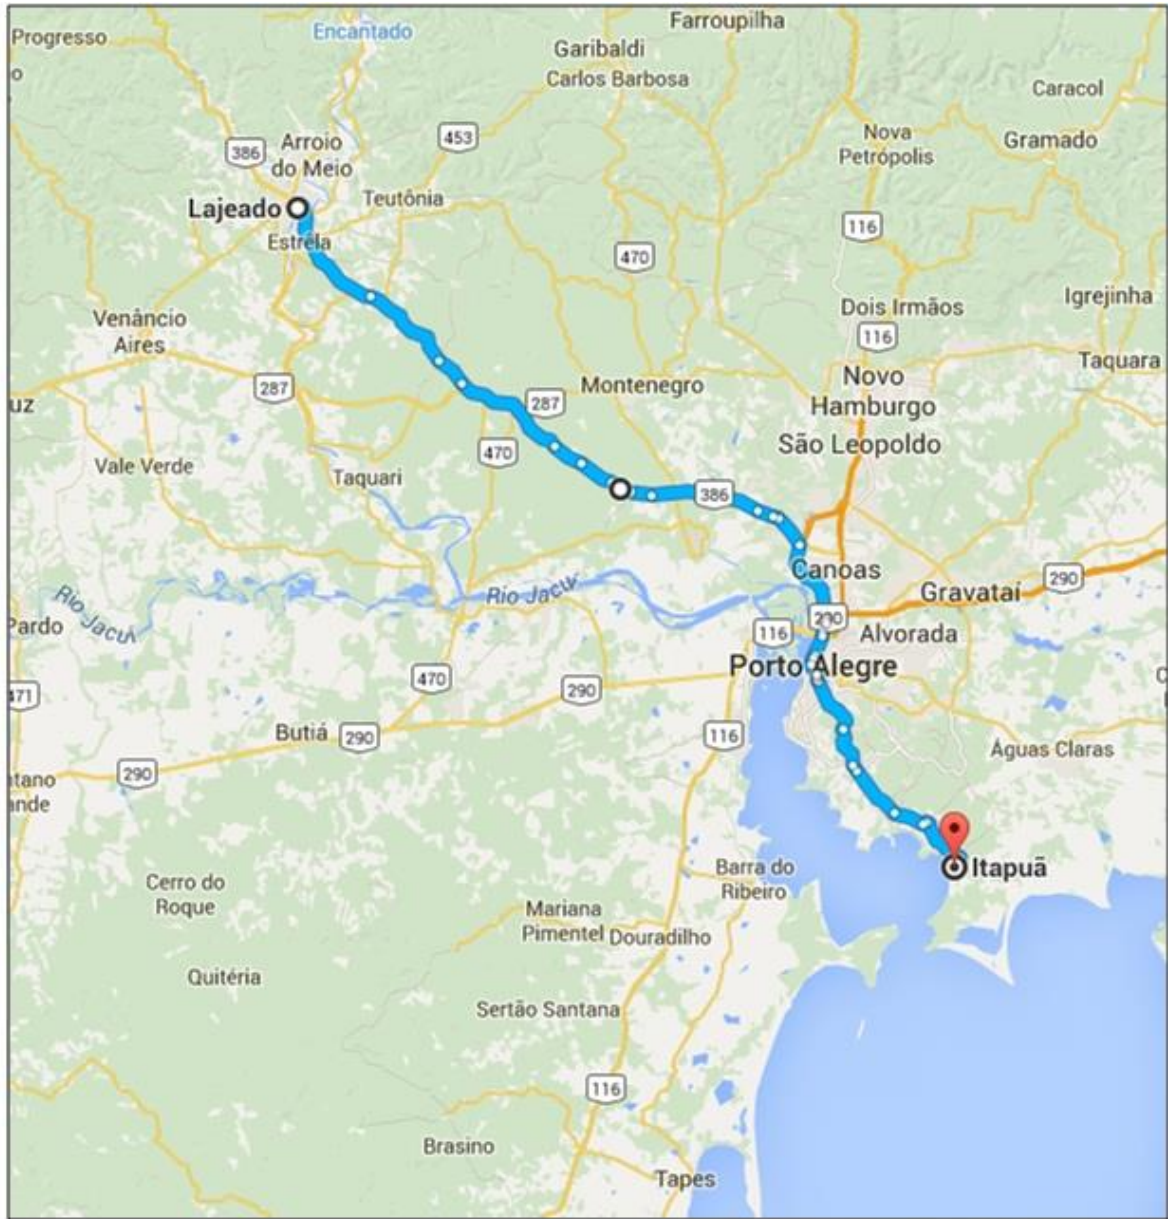 Progresso
Encantado
Farroupilha
Garibaldi
Carlos Barbosa
Caracol
Gramado
Nova
Petrópolis
Arroio
do Meio
386
453
Lajeado
Teutônia
Estrela
116
470
Igrejinha
Dois Irmãos
Venâncio
Aires
116
Taquara
Montenegro
Novo
Hamburgo
287
287
uz
São Leopoldo
470
Vale Verde
Taquari
386
Canoas
Gravataí
290
Rio Jacuí
Rio Jacuí
Pardo
290
116
Alvorada
Porto Alegre
470
290
471
Butiá
290
116
Águas Claras
290
ntano
ande
Itapuã
Barra do
Ribeiro
Cerro do
Roque
Mariana
Pimentel
Douradilho
Quitéria
Sertão Santana
116
Brasino
Tapes